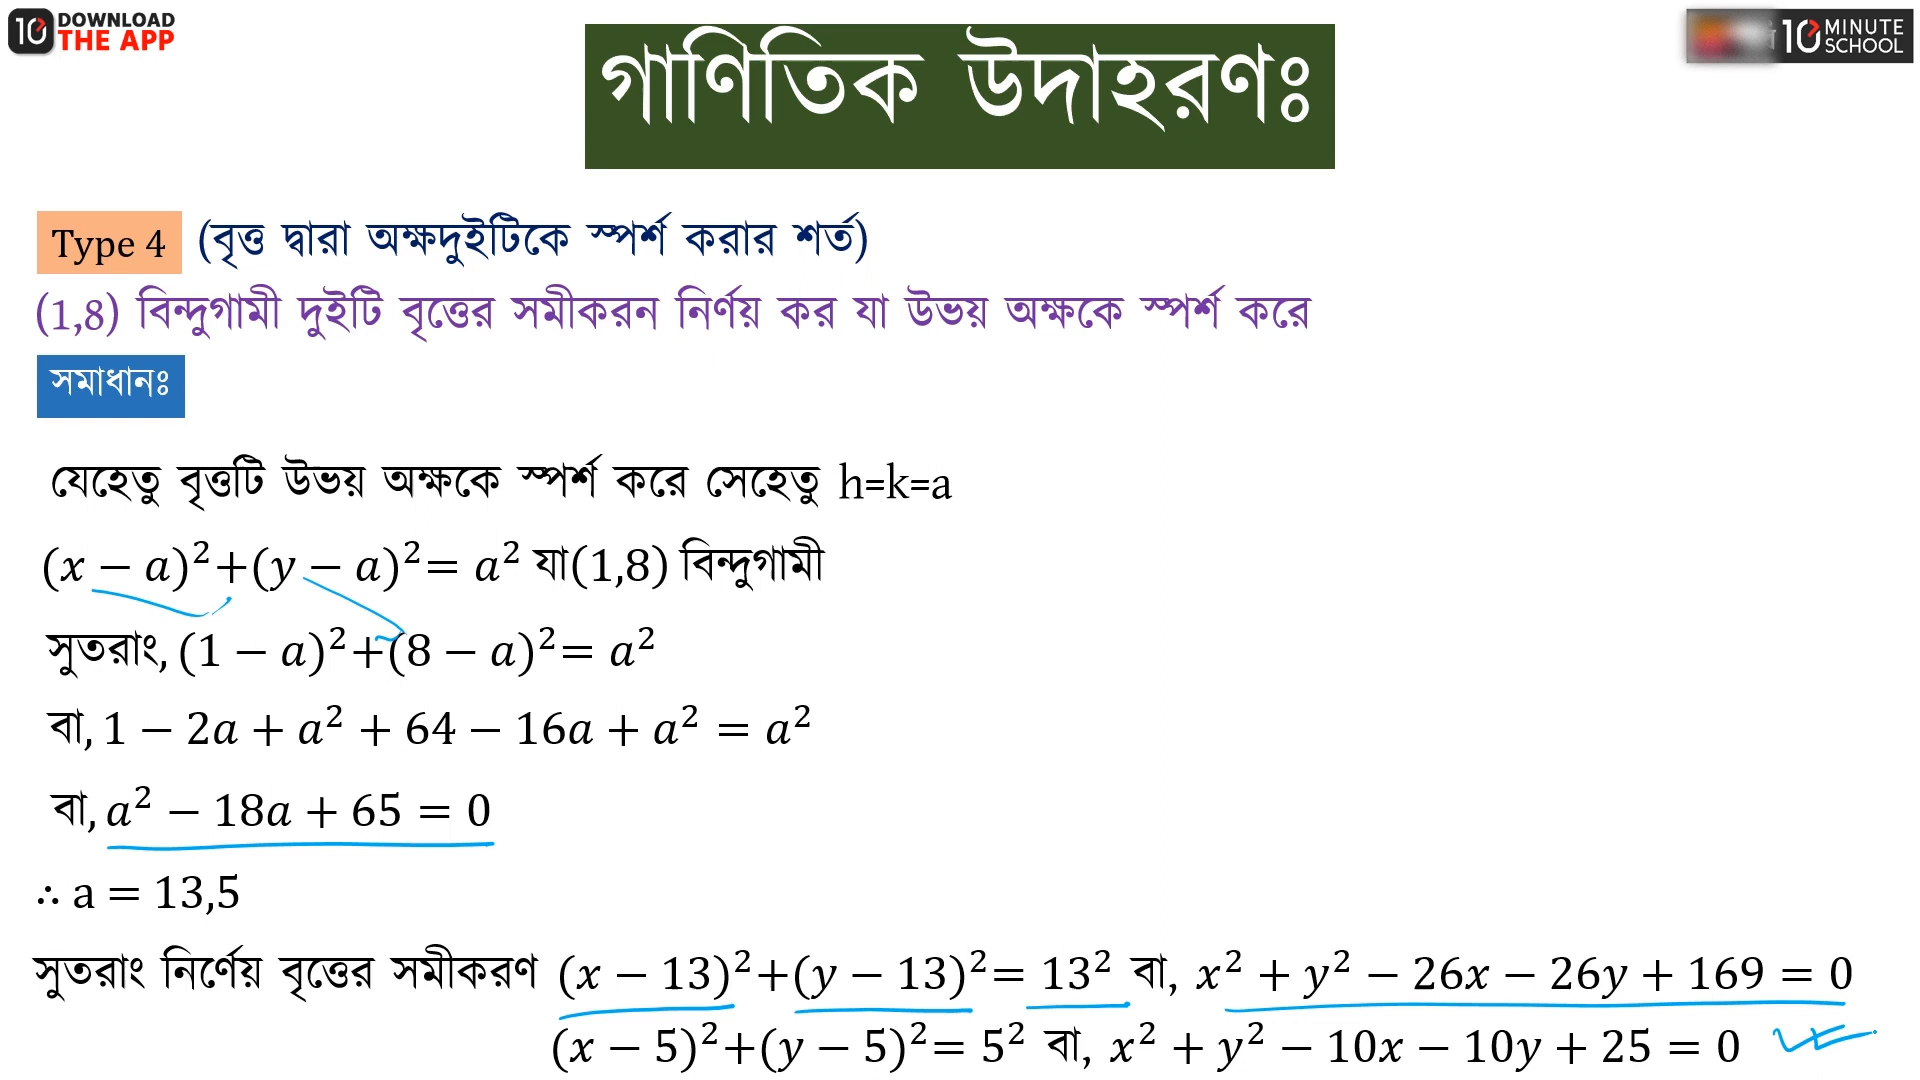 10 DOWNLOAD THE APP
10 MINUTE SCHOOL
গাণিতিক উদাহরণঃ
Type 4 (বৃত্ত দ্বারা অক্ষদুইটিকে স্পর্শ করার শর্ত)
(1,8) বিন্দুগামী দুইটি বৃত্তের সমীকরন নির্ণয় কর যা উভয় অক্ষকে স্পর্শ করে
সমাধানঃ
যেহেতু বৃত্তটি উভয় অক্ষকে স্পর্শ করে সেহেতু h=k=a
(x − a)²+(y − a)²= a² যা(1,8) বিন্দুগামী
সুতরাং, (1 − a)²+(8 − a)²= a²
বা, 1 − 2a + a² + 64 − 16a + a² = a²
বা, a² − 18a + 65 = 0
∴ a = 13,5
সুতরাং নির্ণেয় বৃত্তের সমীকরণ (x − 13)²+(y − 13)²= 13² বা, x² + y² − 26x − 26y + 169 = 0
(x − 5)²+(y − 5)²= 5² বা, x² + y² − 10x − 10y + 25 = 0